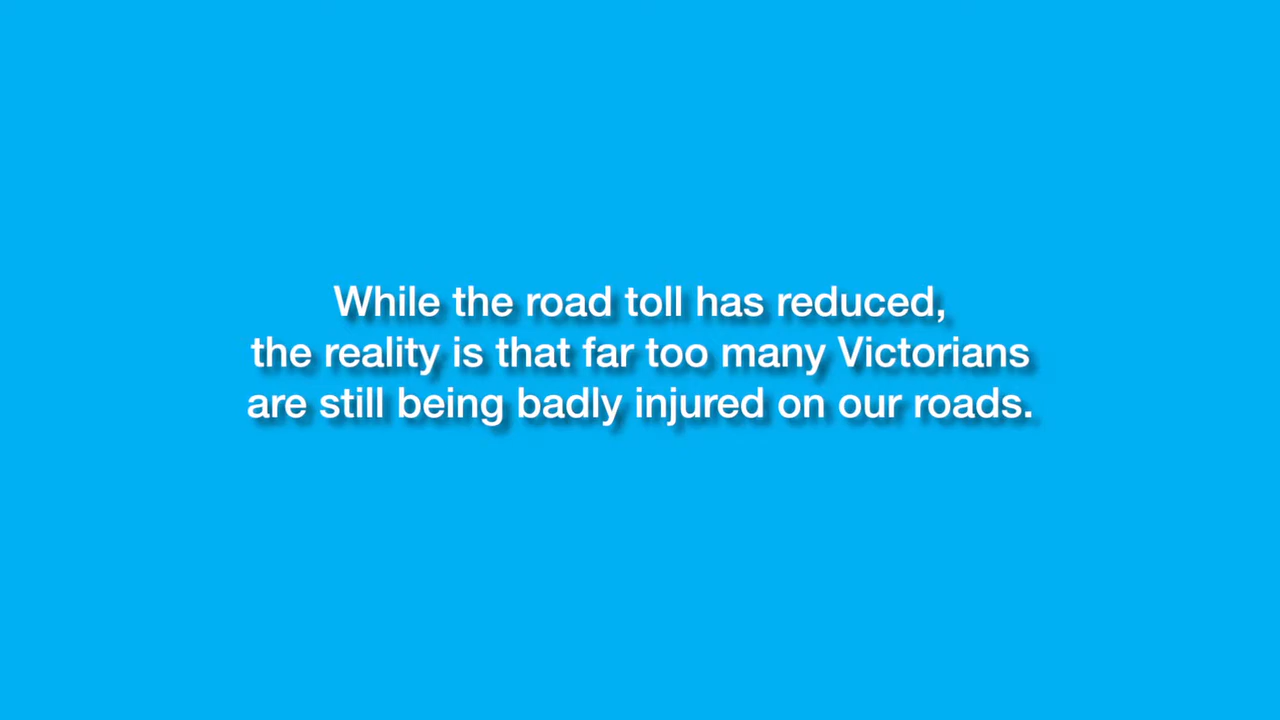 While the road toll has reduced,
the reality is that far too many Victorians
are still being badly injured on our roads.